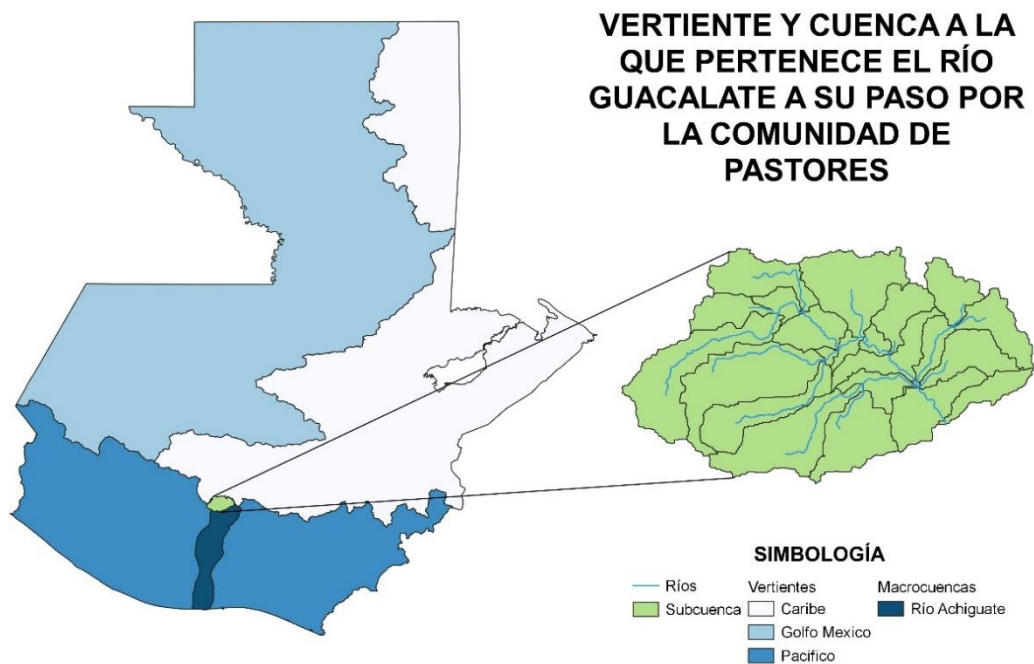 VERTIENTE Y CUENCA A LA
QUE PERTENECE EL RÍO
GUACALATE A SU PASO POR
LA COMUNIDAD DE
PASTORES
SIMBOLOGÍA
Ríos
Subcuenca
Vertientes
Caribe
Golfo Mexico
Pacifico
Macrocuencas
Río Achiguate